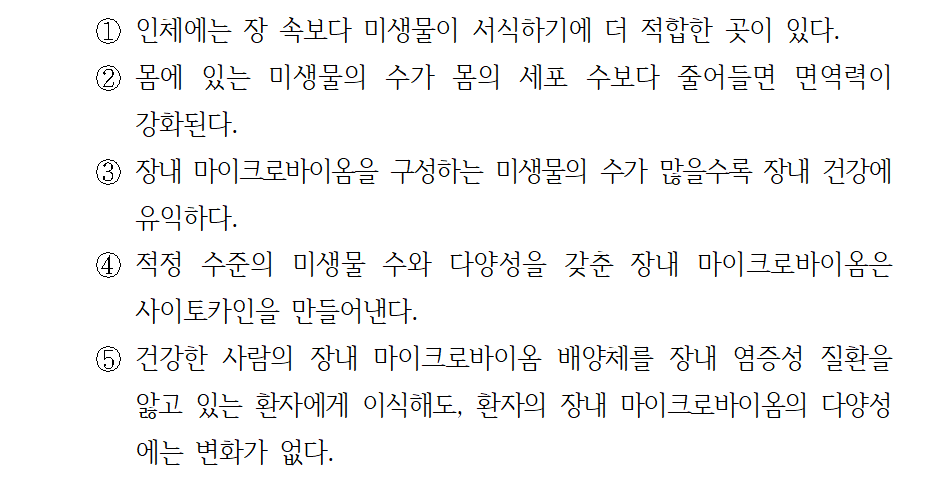 ① 인체에는 장 속보다 미생물이 서식하기에 더 적합한 곳이 있다.
② 몸에 있는 미생물의 수가 몸의 세포 수보다 줄어들면 면역력이
강화된다.
③ 장내 마이크로바이옴을 구성하는 미생물의 수가 많을수록 장내 건강에
유익하다.
④ 적정 수준의 미생물 수와 다양성을 갖춘 장내 마이크로바이옴은
사이토카인을 만들어낸다.
⑤ 건강한 사람의 장내 마이크로바이옴 배양체를 장내 염증성 질환을
앓고 있는 환자에게 이식해도, 환자의 장내 마이크로바이옴의 다양성
에는 변화가 없다.